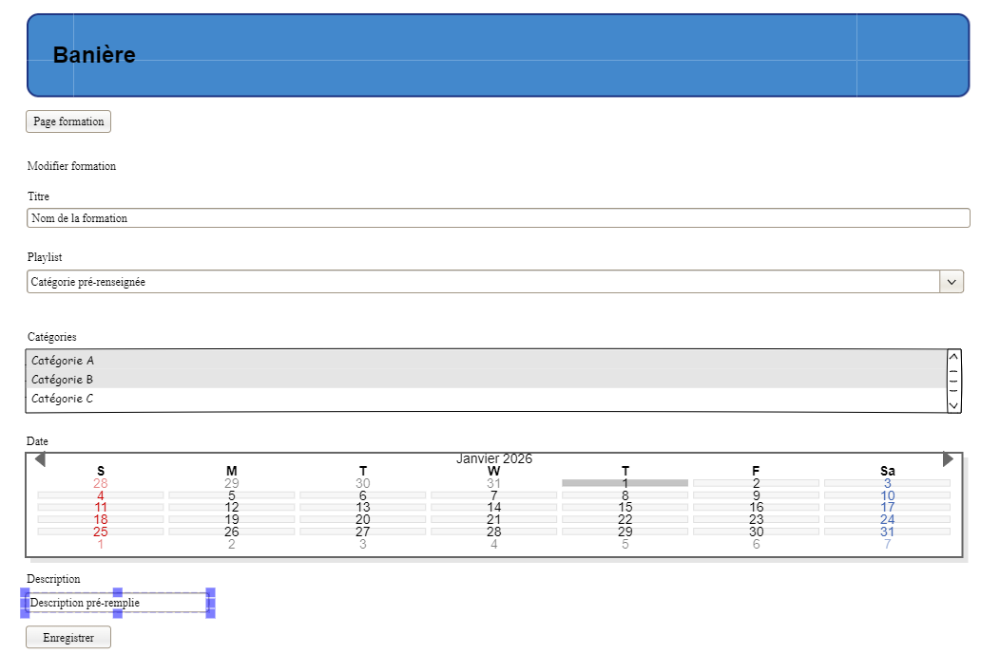 Banière
Page formation
Modifier formation
Titre
Nom de la formation
Playlist
Catégorie pré-renseignée
Catégories
Catégorie A
Catégorie B
Catégorie C
Date
Janvier 2026
S M T W T F Sa
28 29 30 31 1 2 3
4 5 6 7 8 9 10
11 12 13 14 15 16 17
18 19 20 21 22 23 24
25 26 27 28 29 30 31
1 2 3 4 5 6 7
Description
Description pré-remplie
Enregistrer